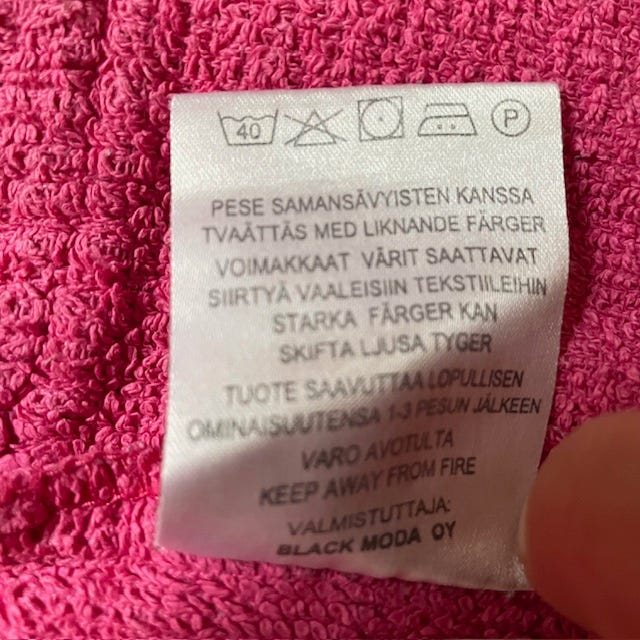 40 P
PESE SAMANSÄVYISTEN KANSSA
TVAÄTTÄS MED LIKNANDE FÄRGER
VOIMAKKAAT VÄRIT SAATTAVAT
SIIRTYÄ VAALEISIIN TEKSTIILEIHIN
STARKA FÄRGER KAN
SKIFTA LJUSA TYGER
TUOTE SAAVUTTAA LOPULLISEN
OMINAISUUTENSA 1-3 PESUN JÄLKEEN
VARO AVOTULTA
KEEP AWAY FROM FIRE
VALMISTUTTAJA:
BLACK MODA OY